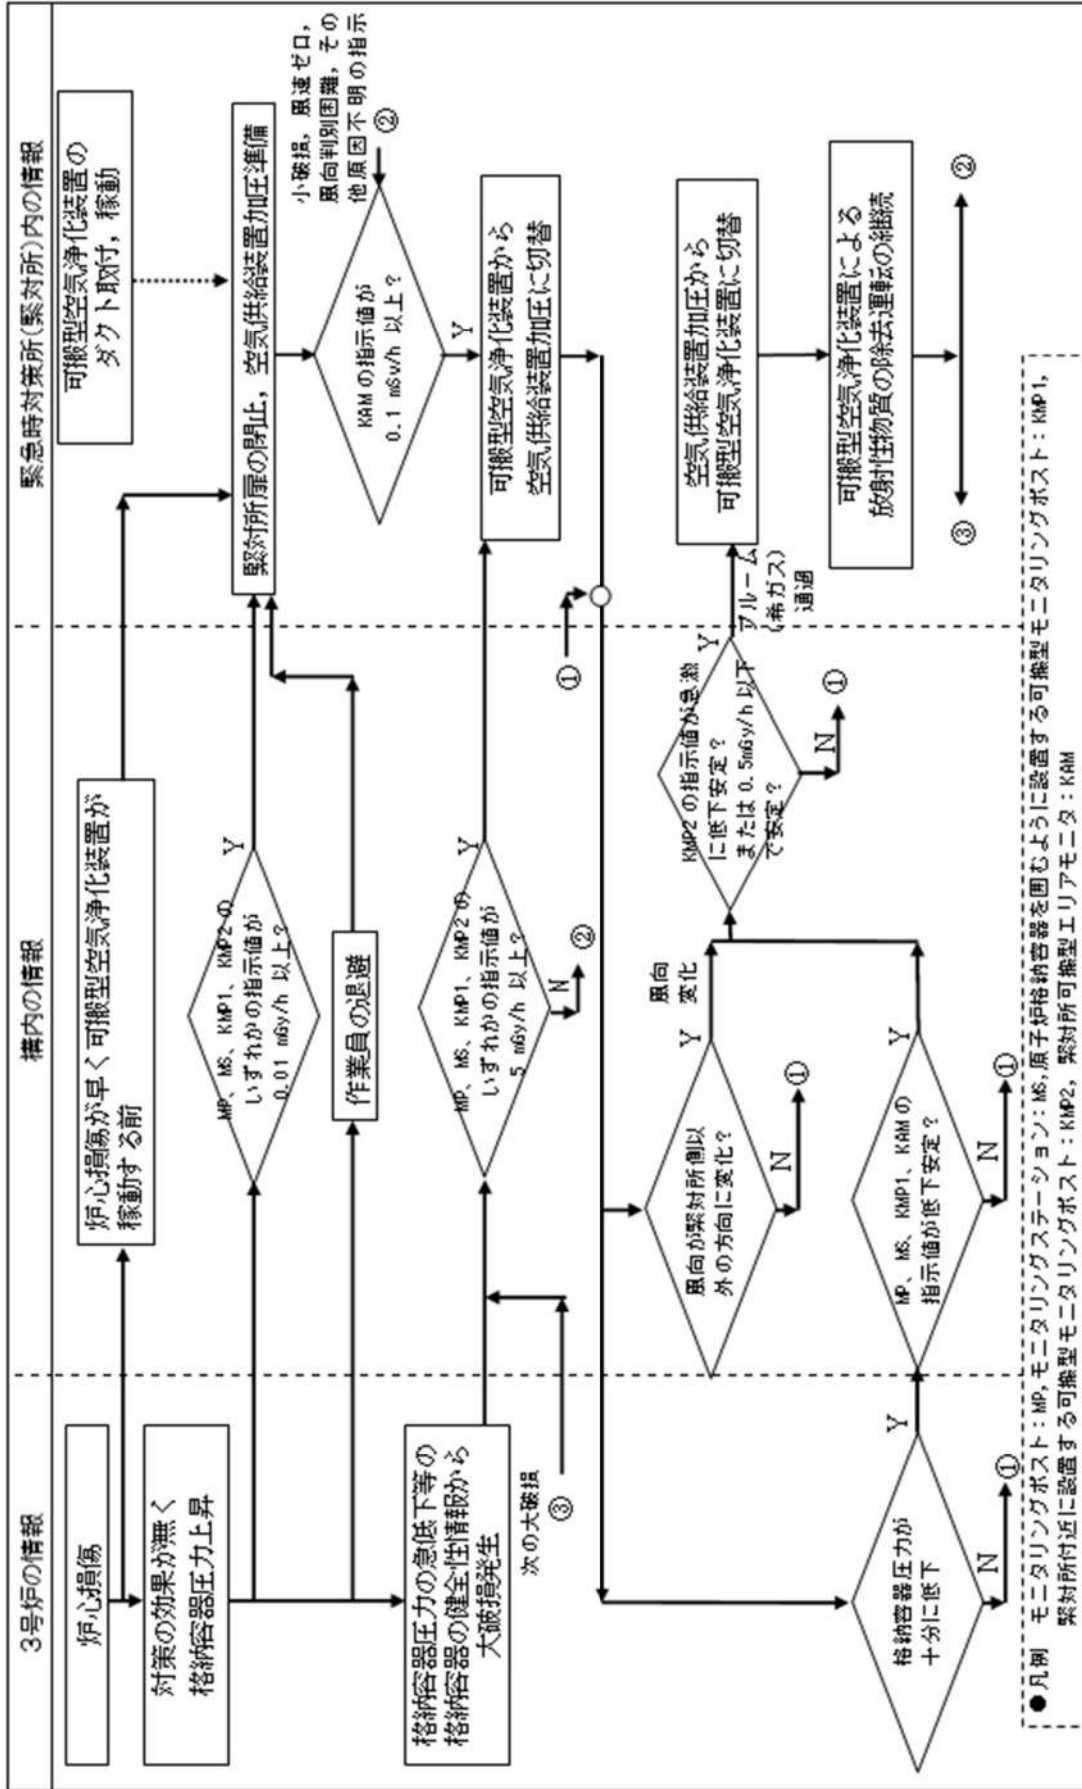 3号炉の情報
構内の情報
緊急時対策所(緊対所)内の情報
炉心損傷
炉心損傷が早く可搬型空気浄化装置が
稼動する前
可搬型空気浄化装置の
ダクト取付，稼動
対策の効果が無く
格納容器圧力上昇
MP、MS、KMP1、KMP2の
いずれかの指示値が
0.01 mGy/h 以上？
Y
緊対所扉の閉止，空気供給装置加圧準備
作業員の退避
KAMの指示値が
0.1 mSv/h 以上？
Y
小破損，風速ゼロ，
風向判別困難，その
他原因不明の指示
②
格納容器圧力の急低下等の
格納容器の健全性情報から
大破損発生
MP、MS、KMP1、KMP2の
いずれかの指示値が
5 mGy/h 以上？
Y
N
②
可搬型空気浄化装置から
空気供給装置加圧に切替
次の大破損
③
①
風向が緊対所側以
外の方向に変化？
Y
N
①
風向
変化
KMP2の指示値が急激
に低下安定？
または0.5mGy/h以下
で安定？
Y
N
①
プルーム
(希ガス)
通過
空気供給装置加圧から
可搬型空気浄化装置に切替
格納容器圧力が
十分に低下
Y
N
①
MP、MS、KMP1、KAMの
指示値が低下安定？
Y
N
①
可搬型空気浄化装置による
放射性物質の除去運転の継続
③
②
●凡例 モニタリングポスト：MP，モニタリングステーション：MS，原子炉格納容器を囲むように設置する可搬型モニタリングポスト：KMP1，
緊対所付近に設置する可搬型モニタリングポスト：KMP2， 緊対所可搬型エリアモニタ：KAM